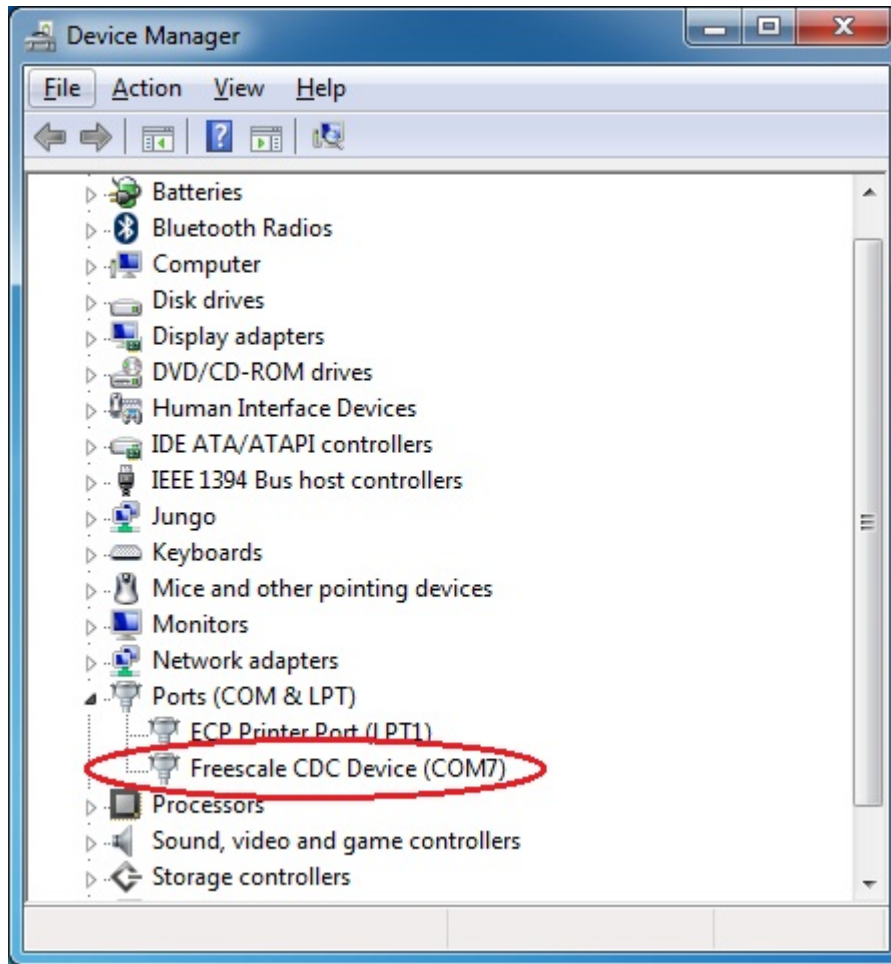 Device Manager
File Action View Help
Batteries
Bluetooth Radios
Computer
Disk drives
Display adapters
DVD/CD-ROM drives
Human Interface Devices
IDE ATA/ATAPI controllers
IEEE 1394 Bus host controllers
Jungo
Keyboards
Mice and other pointing devices
Monitors
Network adapters
Ports (COM & LPT)
ECP Printer Port (LPT1)
Freescale CDC Device (COM7)
Processors
Sound, video and game controllers
Storage controllers